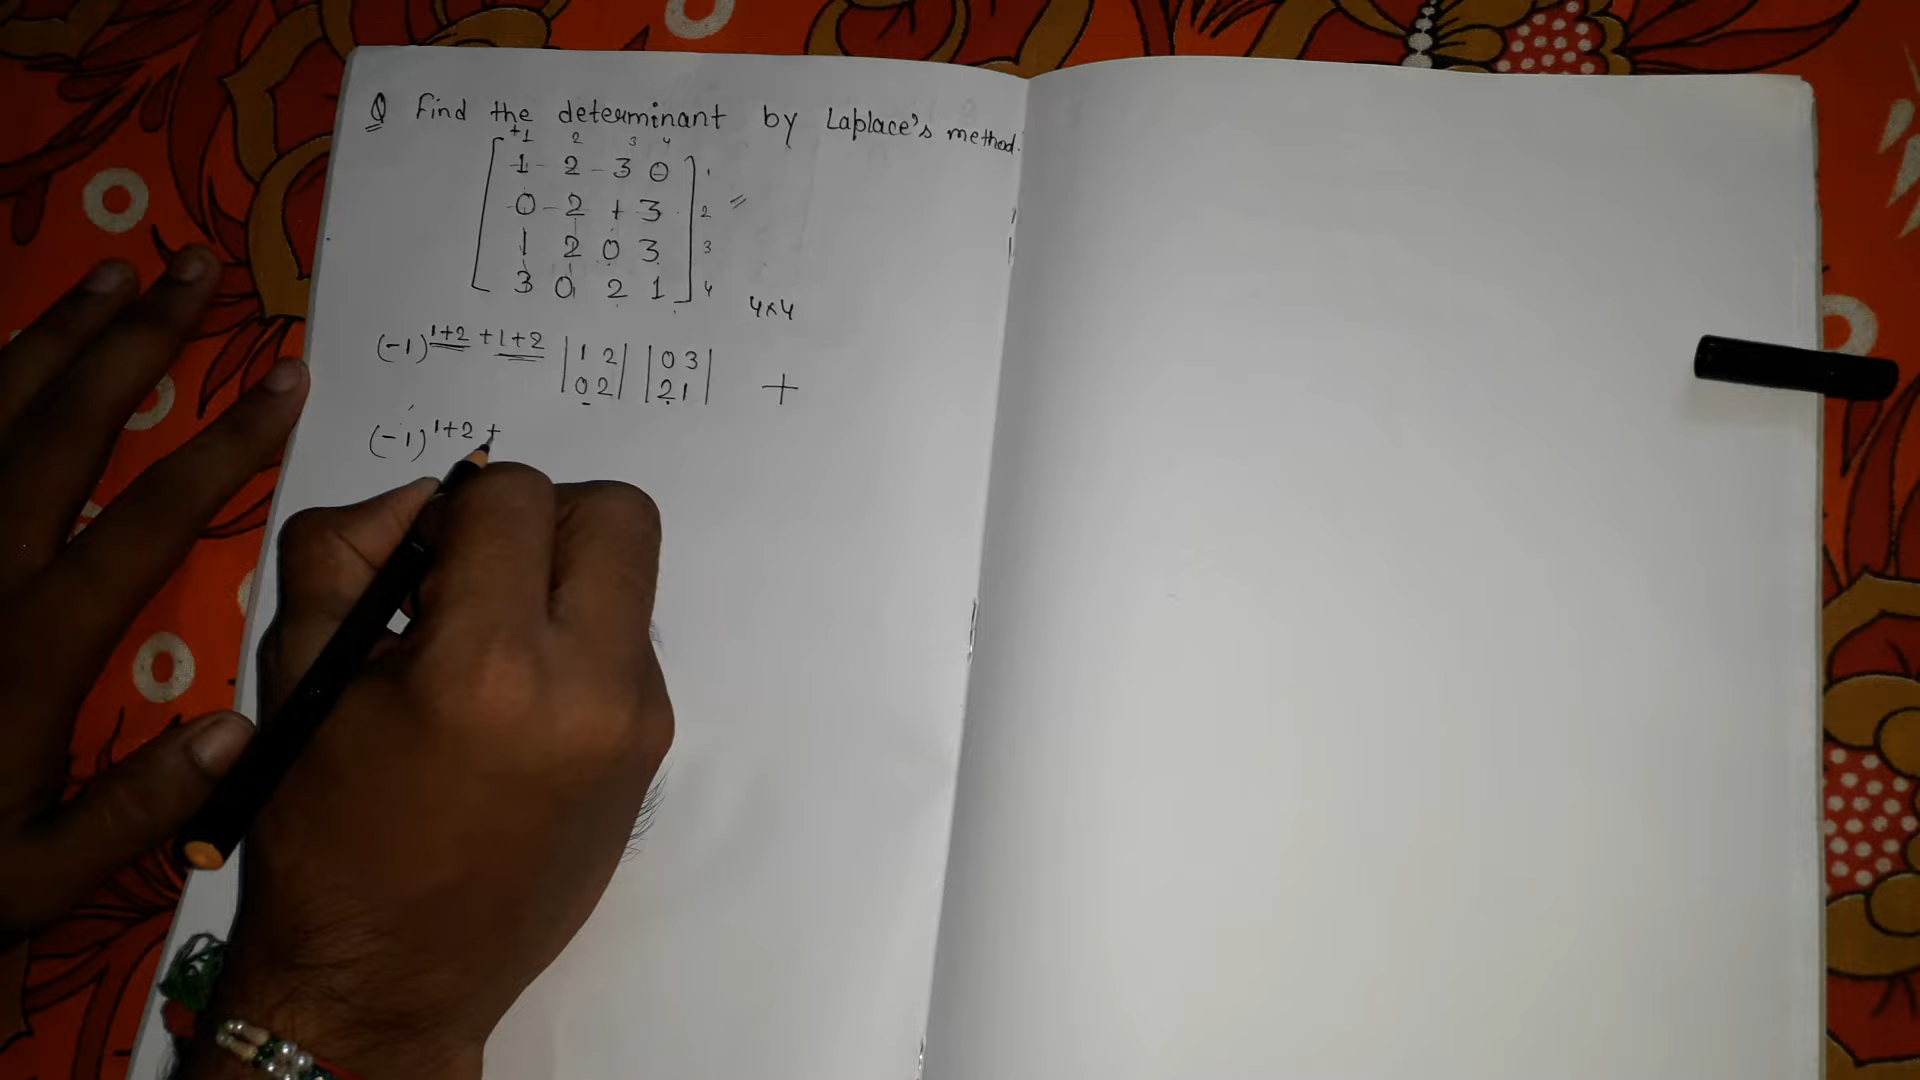 Q Find the determinant by Laplace's method.
+1 2 3 4
1 - 2 - 3 0 1
-0 - 2 + 3 2 =
1 2 0 3 3
3 0 2 1 4
4×4
(-1)^1+2 +1+2 |1 2| |0 3|
|0 2| |2 1| +
(-1)^1+2 +